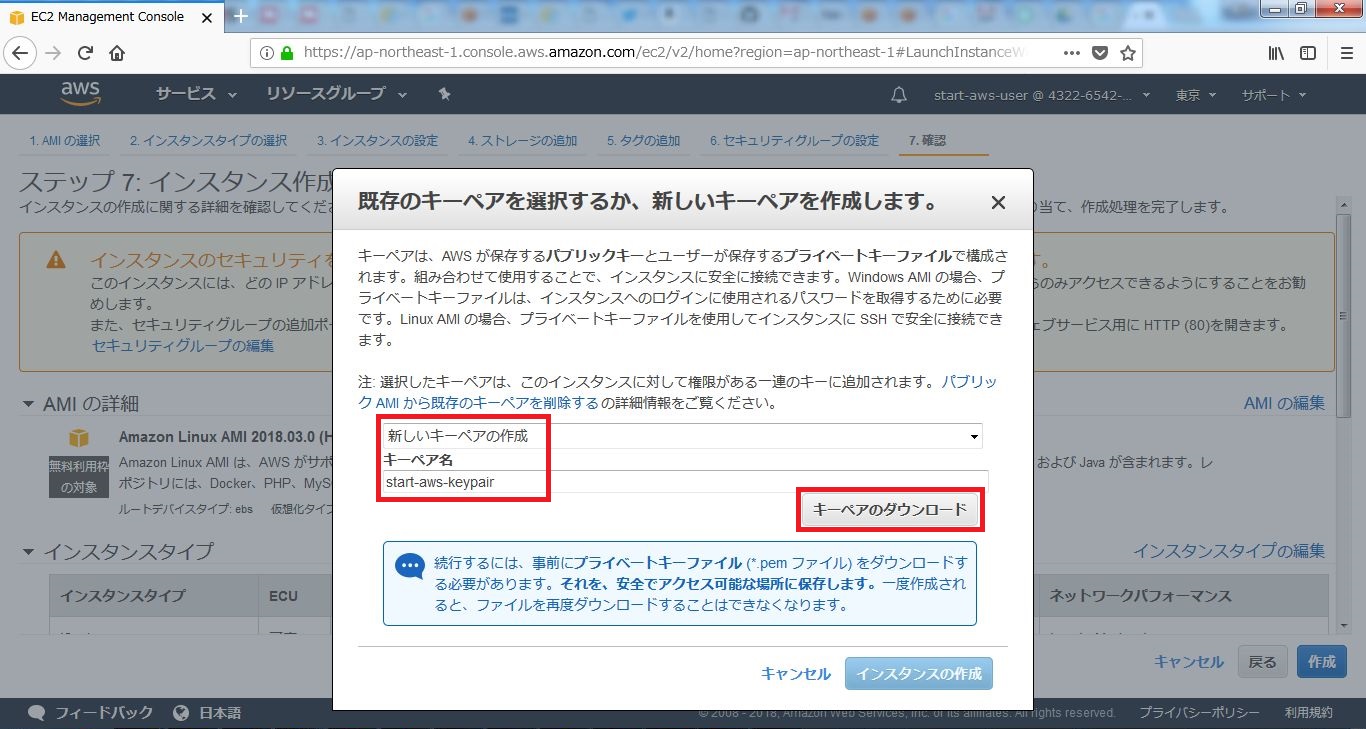 EC2 Management Console
https://ap-northeast-1.console.aws.amazon.com/ec2/v2/home?region=ap-northeast-1#LaunchInstanceW
aws
サービス
リソースグループ
start-aws-user @ 4322-6542-...
東京
サポート
1. AMI の選択
2. インスタンスタイプの選択
3. インスタンスの設定
4. ストレージの追加
5. タグの追加
6. セキュリティグループの設定
7. 確認
ステップ 7: インスタンス作成
インスタンスの作成に関する詳細を確認してくだ
り当て、作成処理を完了します。
インスタンスのセキュリティを
す。
このインスタンスには、どの IP アドレ
らのみアクセスできるようにすることをお勧
めします。
また、セキュリティグループの追加ポー
ェブサービス用に HTTP (80)を開きます。
セキュリティグループの編集
AMI の詳細
AMI の編集
Amazon Linux AMI 2018.03.0 (H
無料利用枠
の対象
Amazon Linux AMI は、AWS がサポ
および Java が含まれます。レ
ポジトリには、Docker、PHP、MyS
ルートデバイスタイプ: ebs
仮想化タイプ
インスタンスタイプ
インスタンスタイプの編集
インスタンスタイプ
ECU
ネットワークパフォーマンス
既存のキーペアを選択するか、新しいキーペアを作成します。
キーペアは、AWS が保存するパブリックキーとユーザーが保存するプライベートキーファイルで構成さ
れます。組み合わせて使用することで、インスタンスに安全に接続できます。Windows AMI の場合、プ
ライベートキーファイルは、インスタンスへのログインに使用されるパスワードを取得するために必要
です。Linux AMI の場合、プライベートキーファイルを使用してインスタンスに SSH で安全に接続でき
ます。
注: 選択したキーペアは、このインスタンスに対して権限がある一連のキーに追加されます。パブリッ
ク AMI から既存のキーペアを削除する の詳細情報をご覧ください。
新しいキーペアの作成
キーペア名
start-aws-keypair
キーペアのダウンロード
続行するには、事前にプライベートキーファイル (*.pem ファイル) をダウンロードす
る必要があります。それを、安全でアクセス可能な場所に保存します。一度作成され
ると、ファイルを再度ダウンロードすることはできなくなります。
キャンセル
インスタンスの作成
キャンセル
戻る
作成
フィードバック
日本語
© 2008 - 2018, Amazon Web Services, Inc. or its affiliates. All rights reserved.
プライバシーポリシー
利用規約